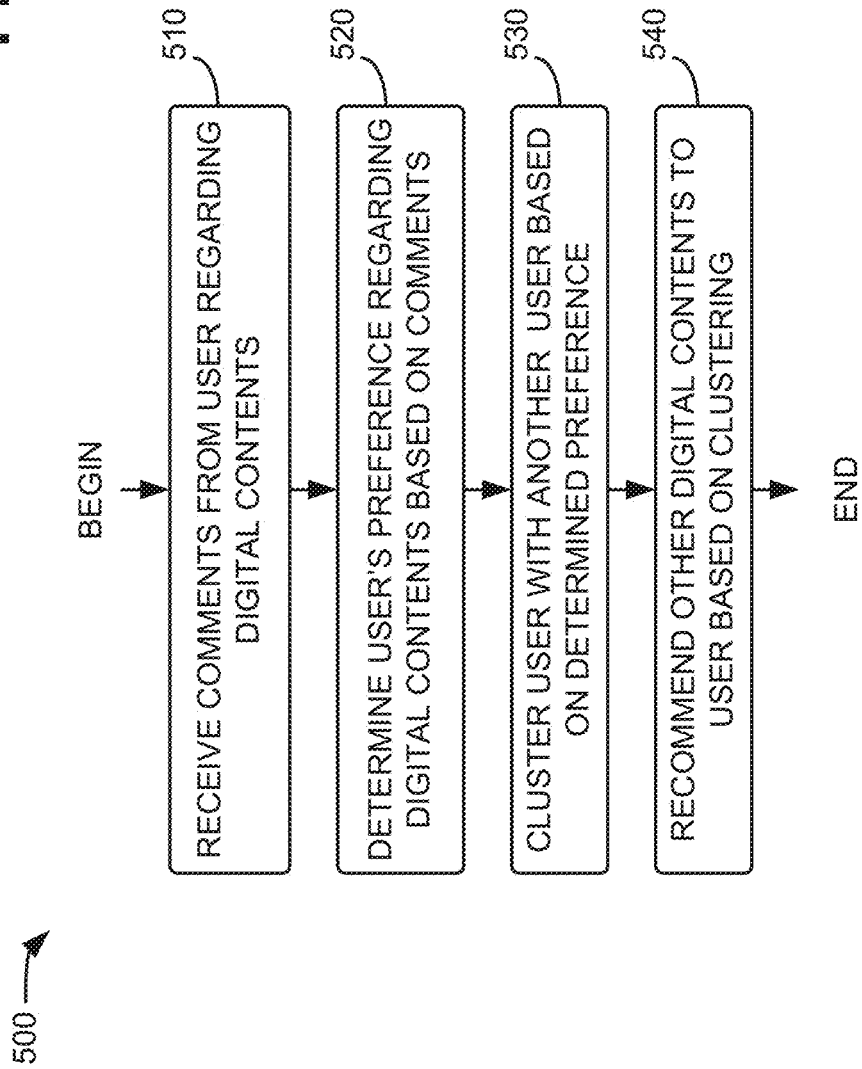 500
BEGIN
510
RECEIVE COMMENTS FROM USER REGARDING
DIGITAL CONTENTS
520
DETERMINE USER'S PREFERENCE REGARDING
DIGITAL CONTENTS BASED ON COMMENTS
530
CLUSTER USER WITH ANOTHER USER BASED
ON DETERMINED PREFERENCE
540
RECOMMEND OTHER DIGITAL CONTENTS TO
USER BASED ON CLUSTERING
END